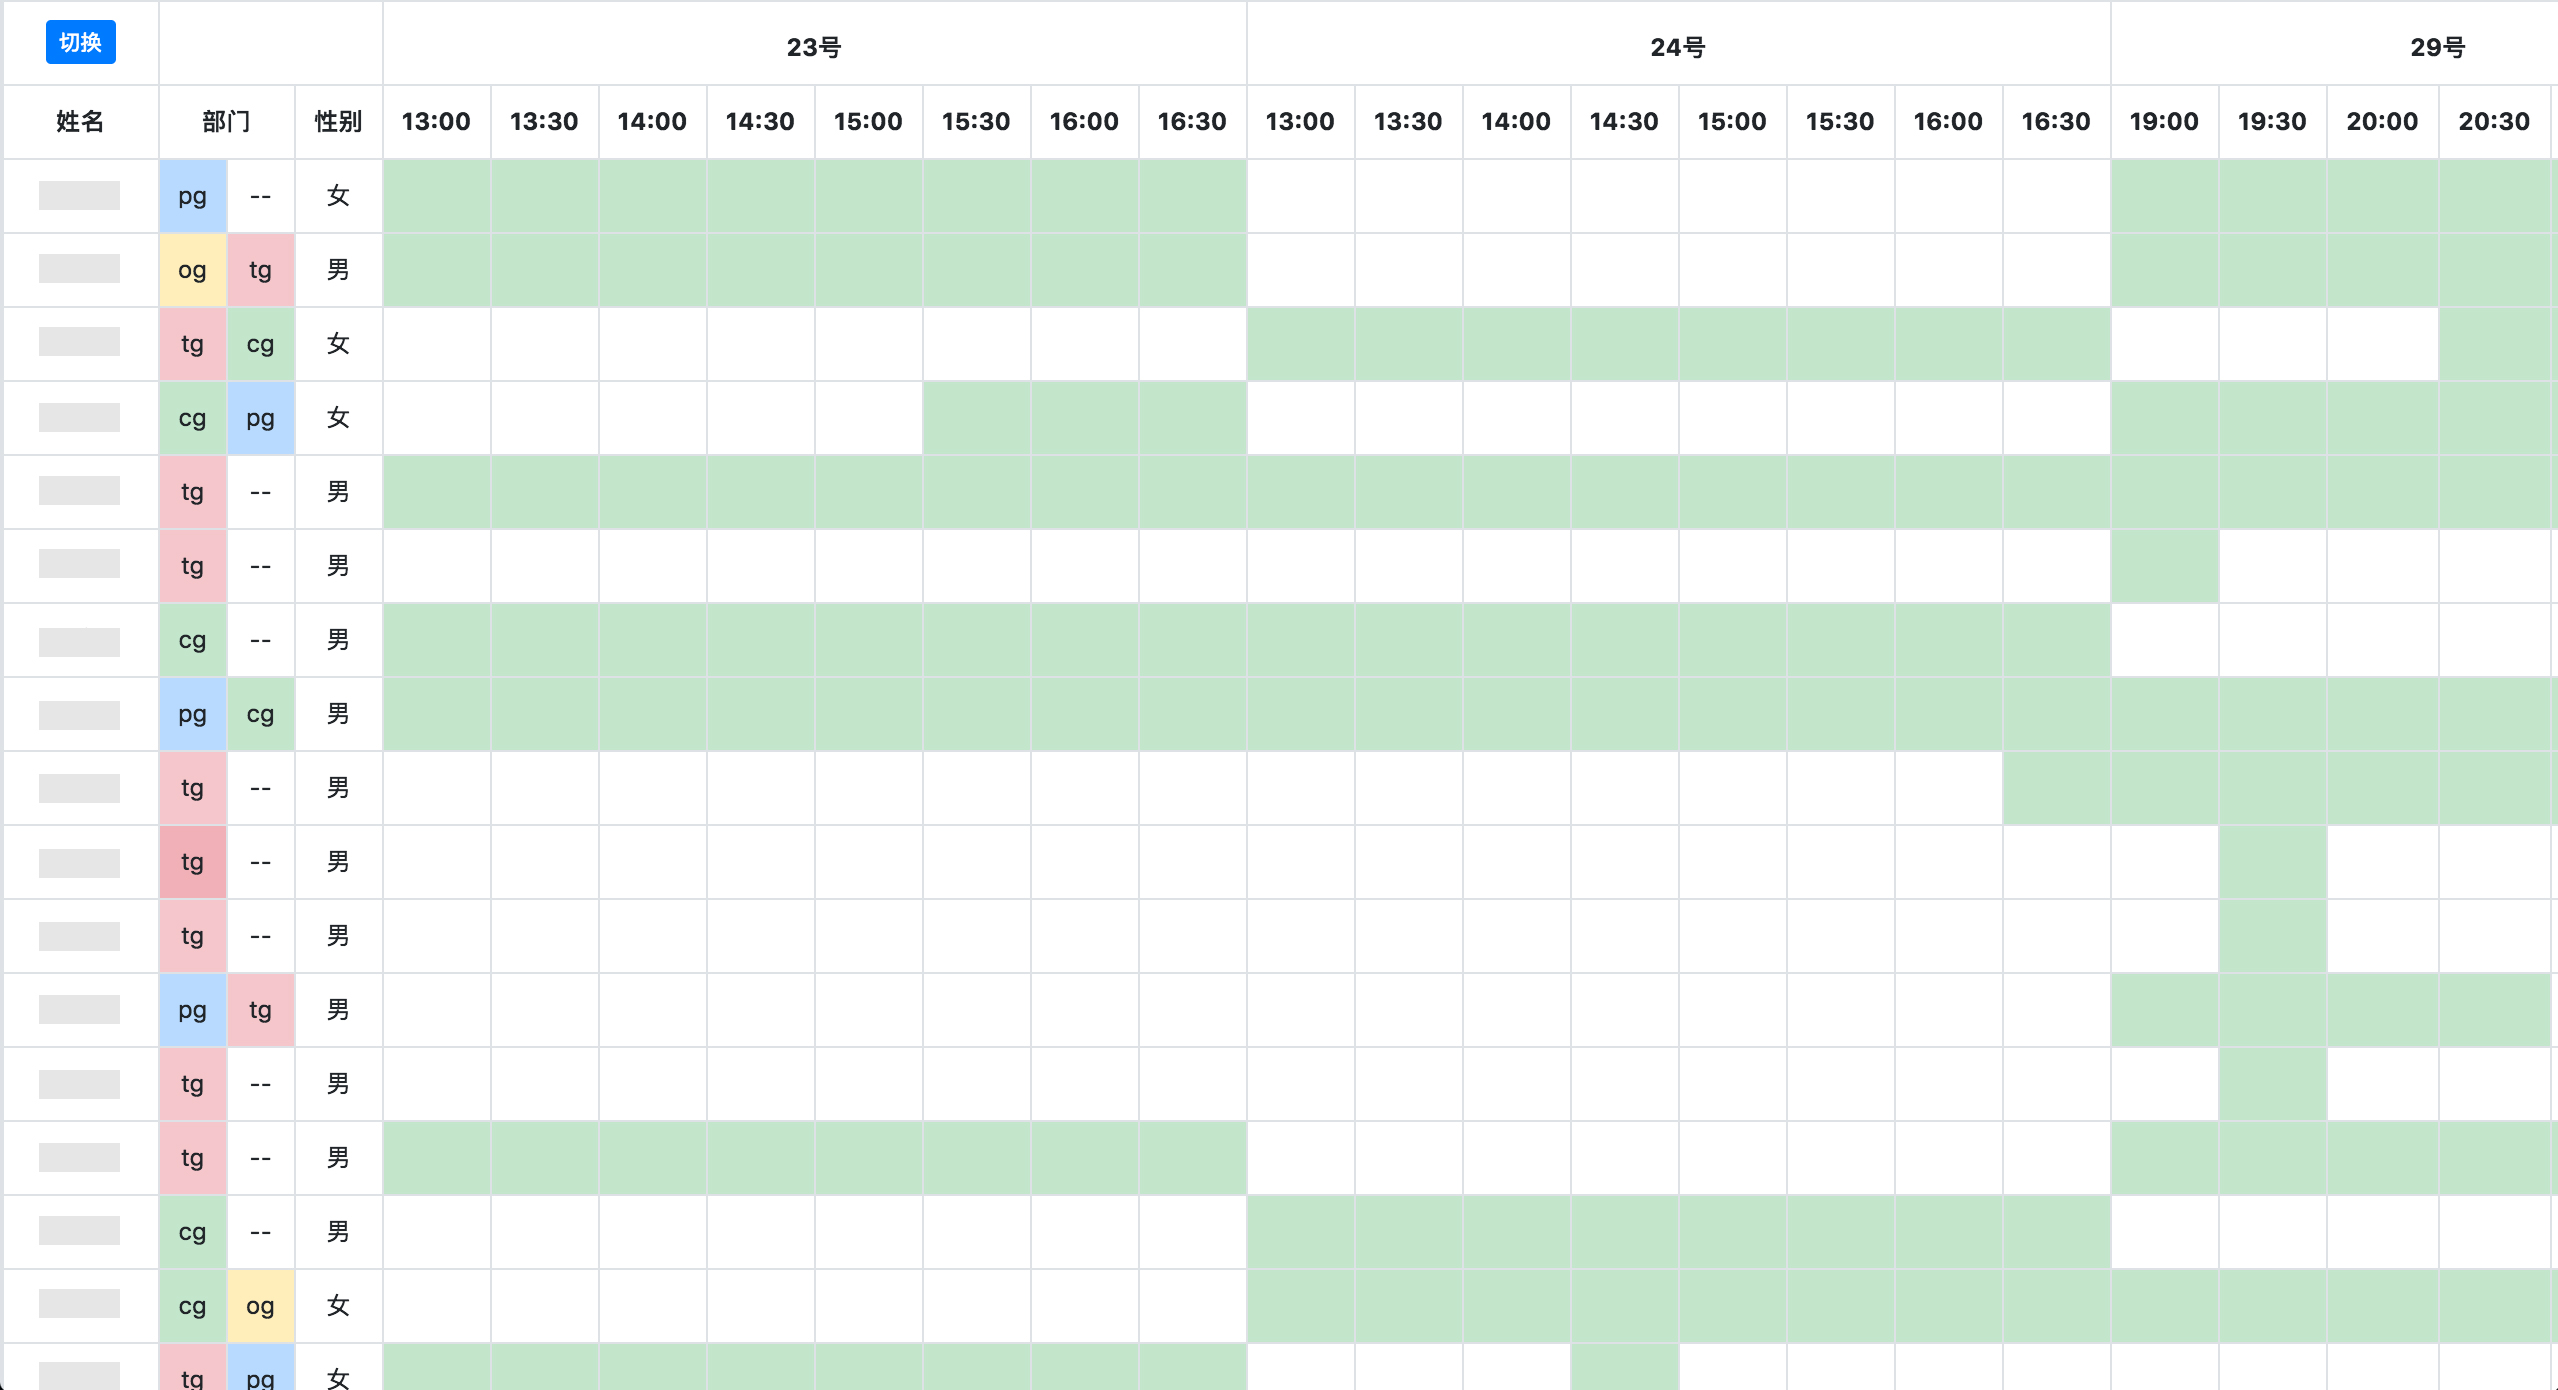 切换
23号 24号 29号
姓名 部门 性别 13:00 13:30 14:00 14:30 15:00 15:30 16:00 16:30 13:00 13:30 14:00 14:30 15:00 15:30 16:00 16:30 19:00 19:30 20:00 20:30
pg -- 女
og tg 男
tg cg 女
cg pg 女
tg -- 男
tg -- 男
cg -- 男
pg cg 男
tg -- 男
tg -- 男
tg -- 男
pg tg 男
tg -- 男
tg -- 男
cg -- 男
cg og 女
tg pg 女